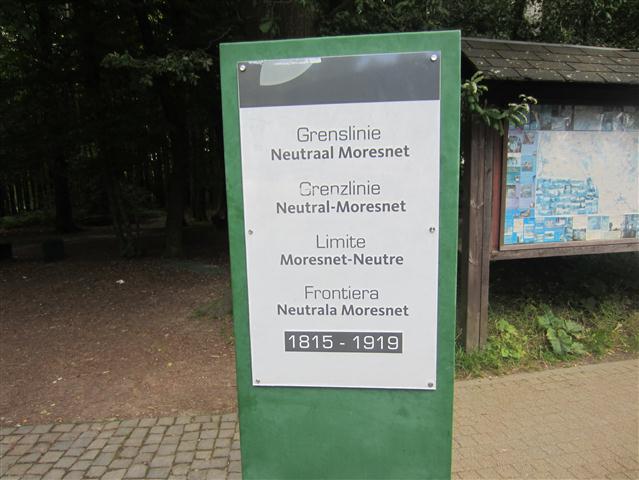 Grenslinie
Neutraal Moresnet
Grenzlinie
Neutral-Moresnet
Limite
Moresnet-Neutre
Frontiera
Neutrala Moresnet
1815 - 1919